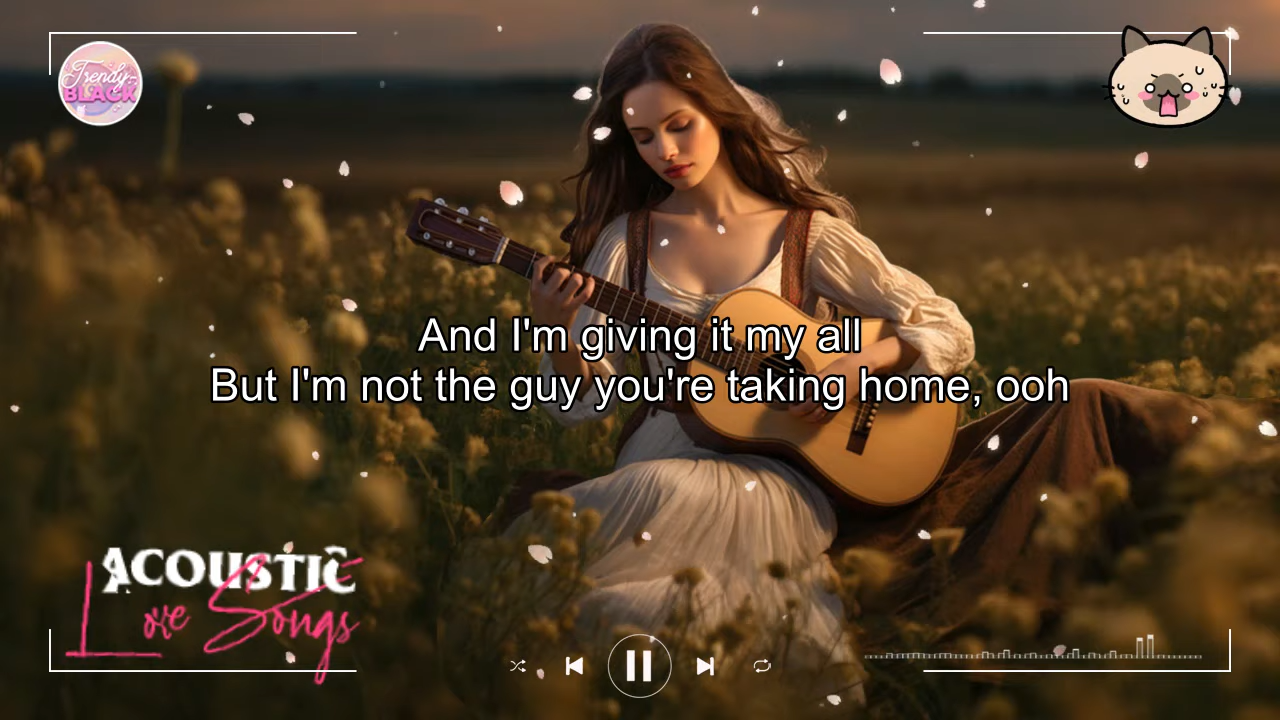 Trendy
BLACK
And I'm giving it my all
But I'm not the guy you're taking home, ooh
ACOUSTIC
Love Songs